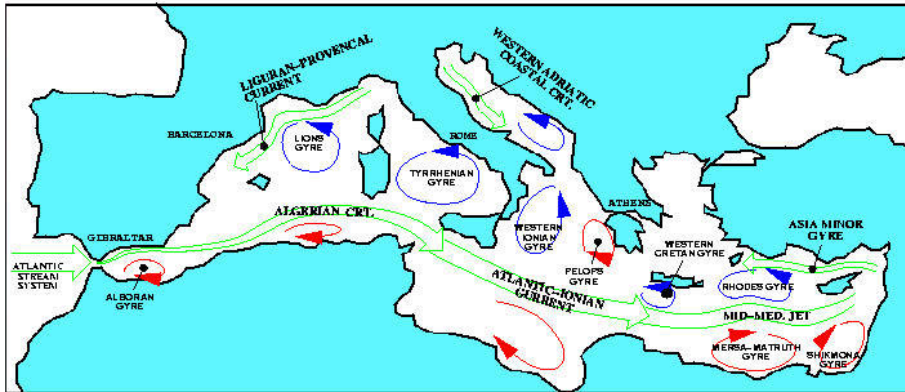 LIGURAN-PROVENCAL
CURRENT
WESTERN ADRIATIC
COASTAL CRT.
BARCELONA
LIONS
GYRE
ROME
TYRRHENIAN
GYRE
ALGERIAN CRT.
GIBRALTAR
ATLANTIC
STREAM
SYSTEM
ALBORAN
GYRE
WESTERN
IONIAN
GYRE
ATHENS
PELOPS
GYRE
WESTERN
CRETAN GYRE
ASIA MINOR
GYRE
RHODES GYRE
ATLANTIC-IONIAN
CURRENT
MID-MED. JET
MERSA-MATRUTH
GYRE
SHIKMONA
GYRE